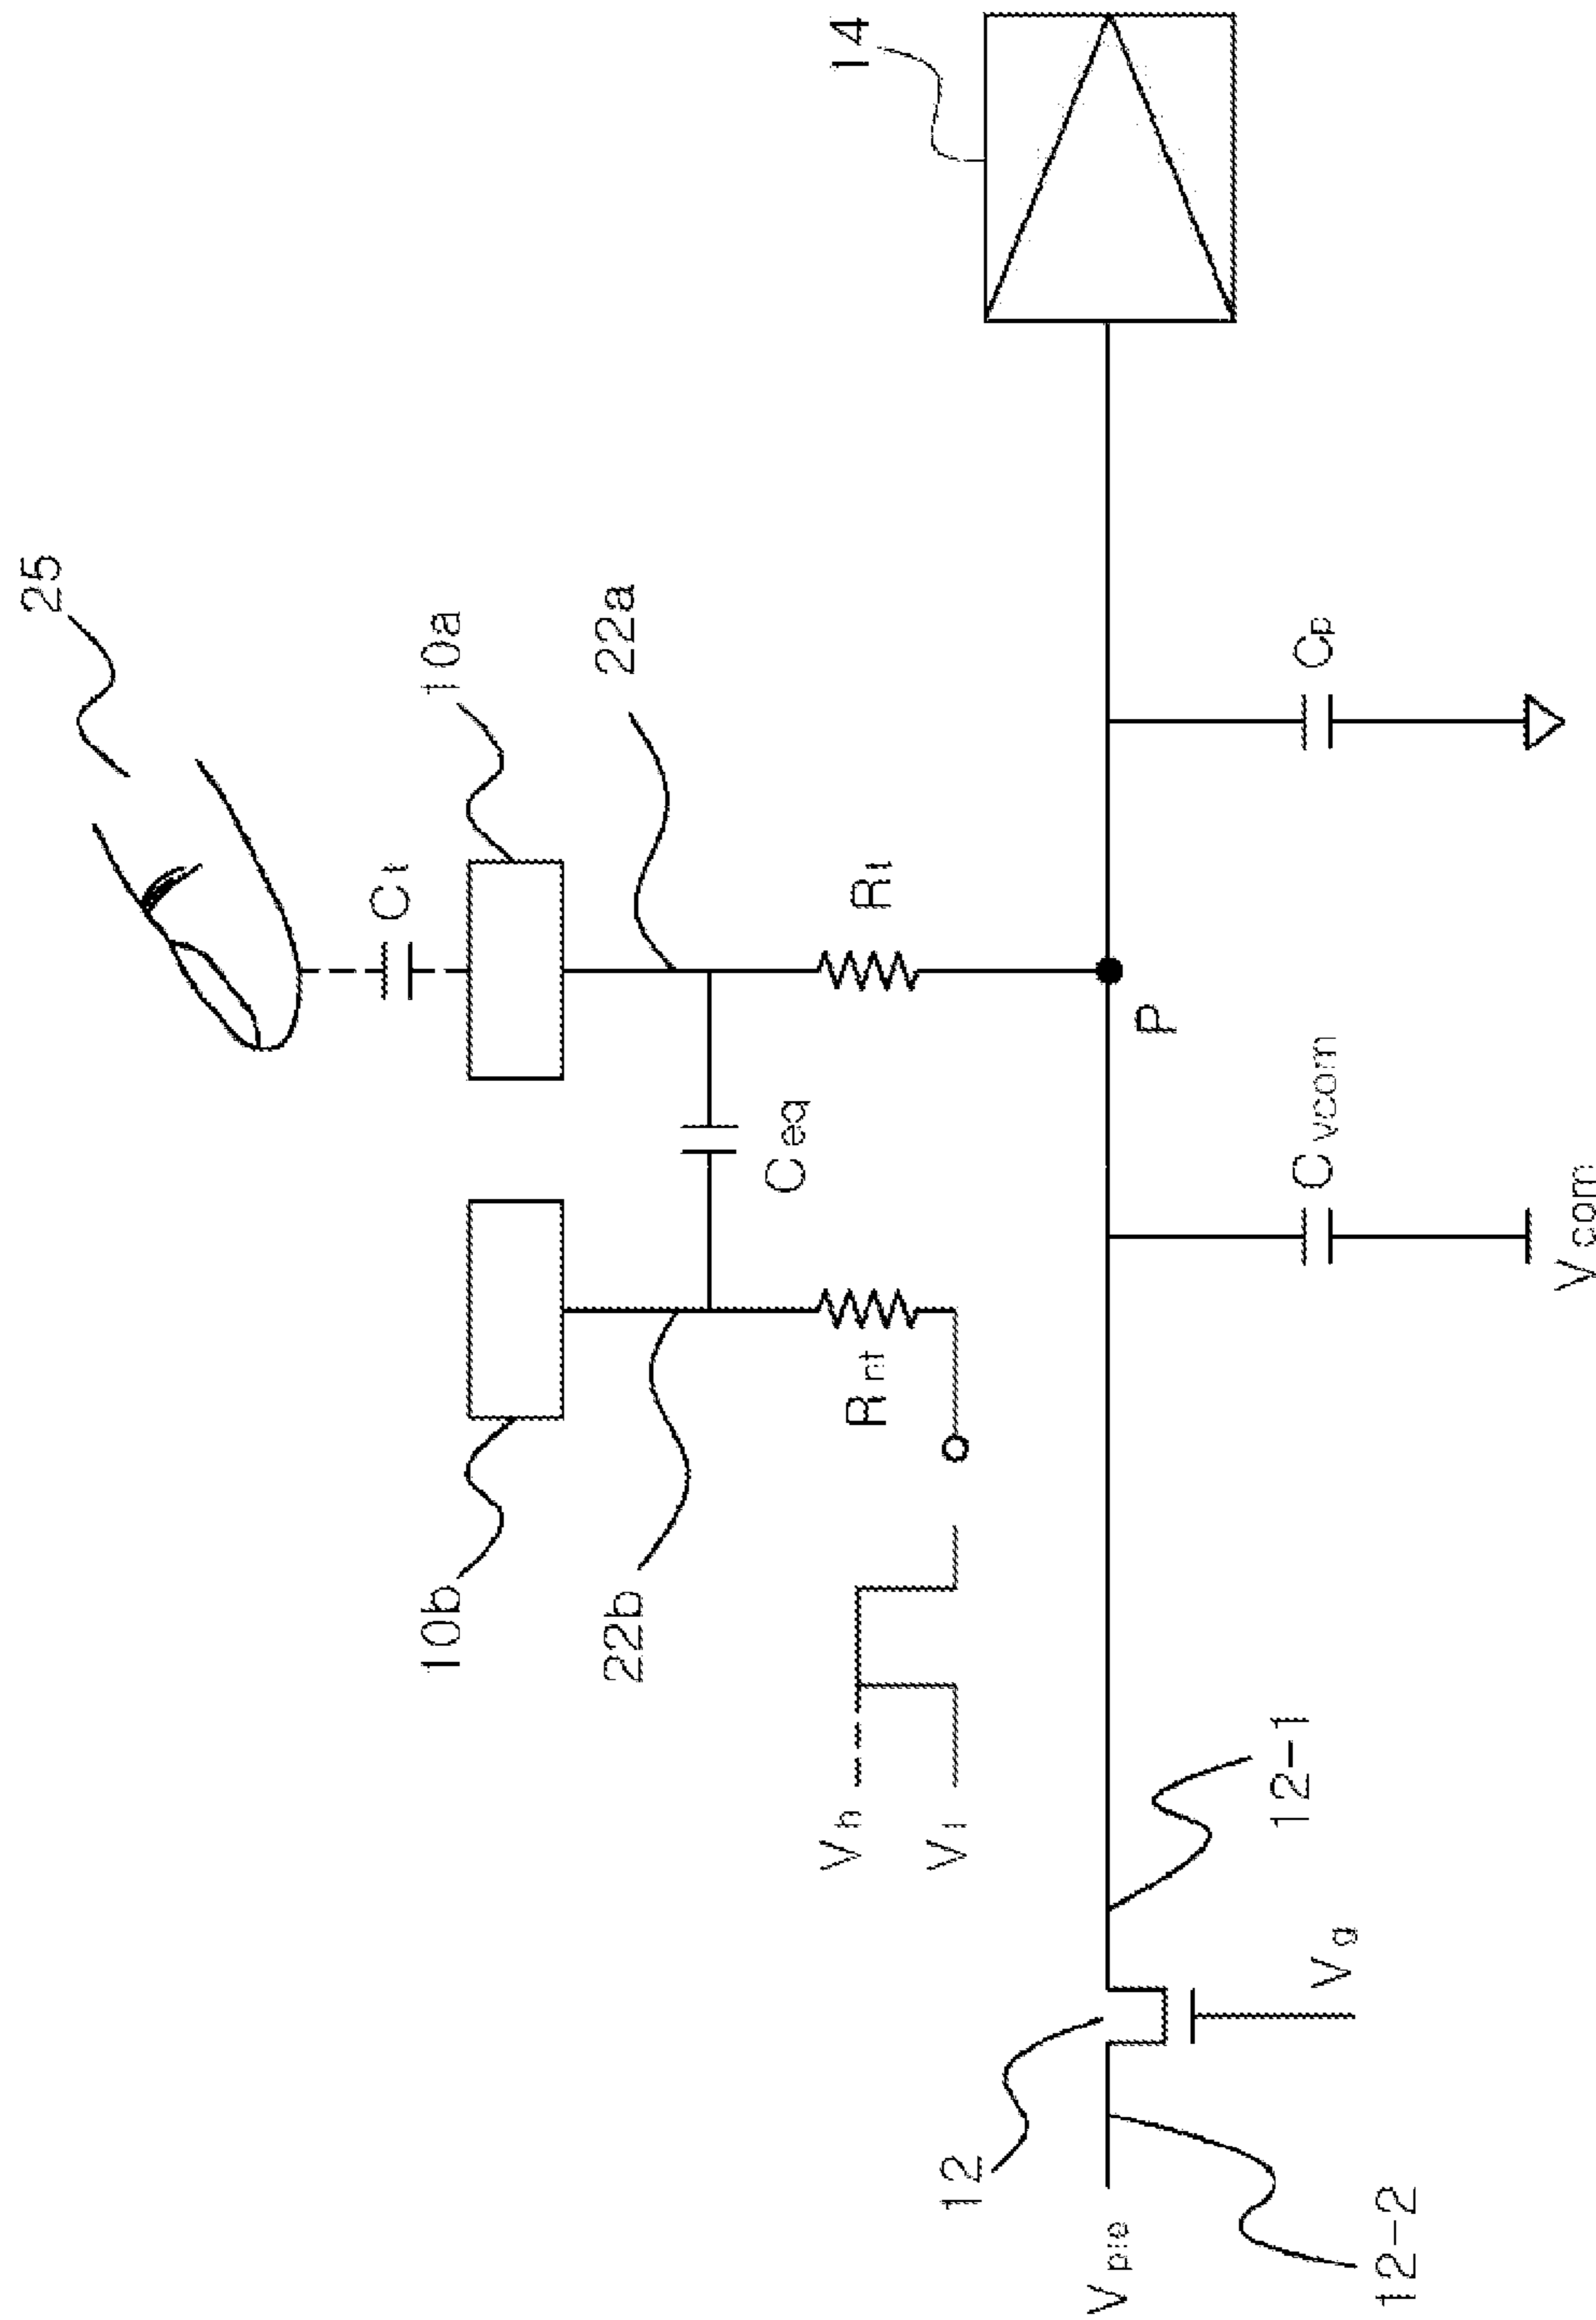 25
Ct
10b
10a
22b
22a
Ceq
Vh
14
Rnt
Rt
Vl
12
Vpre
P
12-1
Cvcom
Cp
Vg
12-2
Vcom